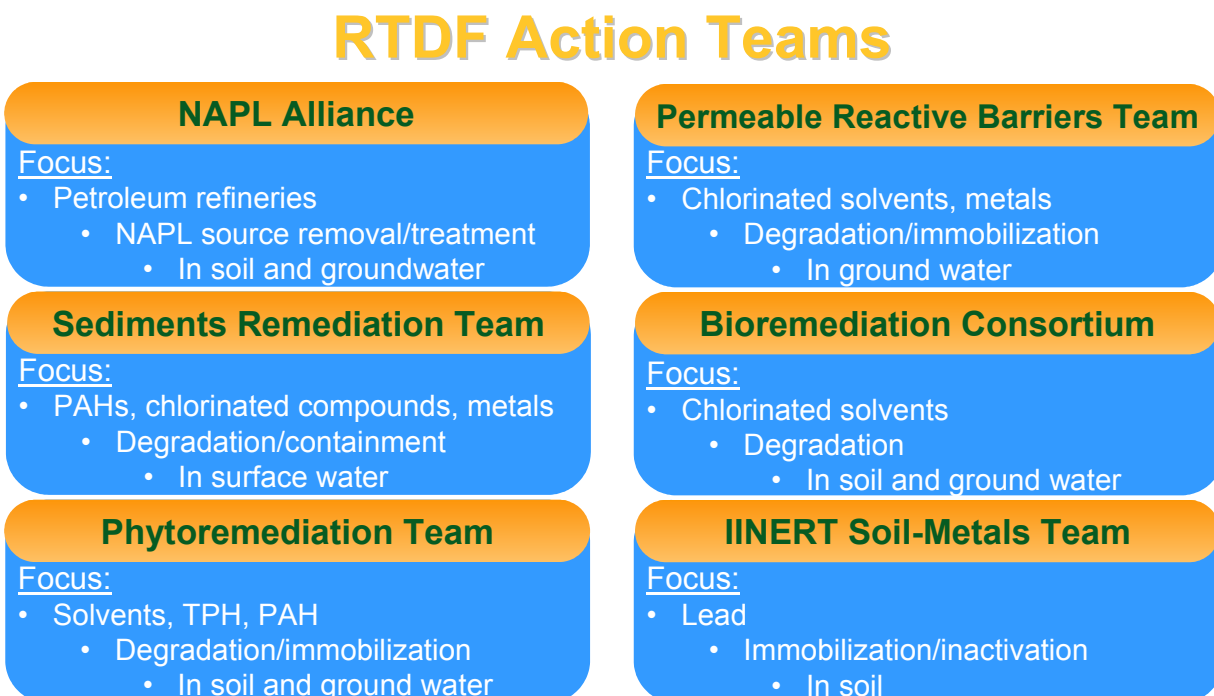 RTDF Action Teams
NAPL Alliance
Focus:
• Petroleum refineries
• NAPL source removal/treatment
• In soil and groundwater
Permeable Reactive Barriers Team
Focus:
• Chlorinated solvents, metals
• Degradation/immobilization
• In ground water
Sediments Remediation Team
Focus:
• PAHs, chlorinated compounds, metals
• Degradation/containment
• In surface water
Bioremediation Consortium
Focus:
• Chlorinated solvents
• Degradation
• In soil and ground water
Phytoremediation Team
Focus:
• Solvents, TPH, PAH
• Degradation/immobilization
• In soil and ground water
IINERT Soil-Metals Team
Focus:
• Lead
• Immobilization/inactivation
• In soil